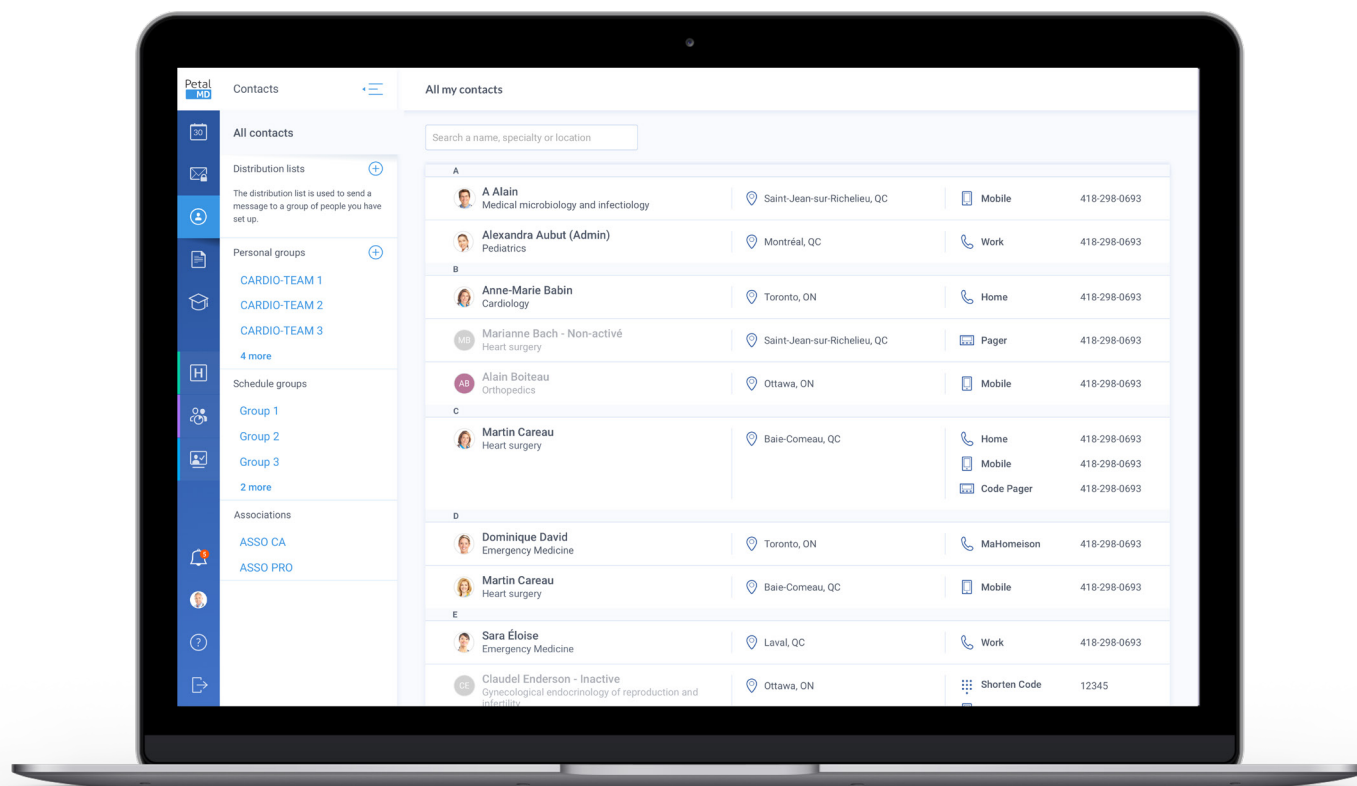 Petal
MD
Contacts
All my contacts
30
All contacts
Search a name, specialty or location
Distribution lists
The distribution list is used to send a
message to a group of people you have
set up.
Personal groups
CARDIO-TEAM 1
CARDIO-TEAM 2
CARDIO-TEAM 3
4 more
H
Schedule groups
Group 1
Group 2
Group 3
2 more
Associations
ASSO CA
ASSO PRO
5
?
A
A Alain
Medical microbiology and infectiology
Saint-Jean-sur-Richelieu, QC
Mobile
418-298-0693
Alexandra Aubut (Admin)
Pediatrics
Montréal, QC
Work
418-298-0693
B
Anne-Marie Babin
Cardiology
Toronto, ON
Home
418-298-0693
MB
Marianne Bach - Non-activé
Heart surgery
Saint-Jean-sur-Richelieu, QC
Pager
418-298-0693
AB
Alain Boiteau
Orthopedics
Ottawa, ON
Mobile
418-298-0693
C
Martin Careau
Heart surgery
Baie-Comeau, QC
Home
418-298-0693
Mobile
418-298-0693
Code Pager
418-298-0693
D
Dominique David
Emergency Medicine
Toronto, ON
MaHomeison
418-298-0693
Martin Careau
Heart surgery
Baie-Comeau, QC
Mobile
418-298-0693
E
Sara Éloise
Emergency Medicine
Laval, QC
Work
418-298-0693
CE
Claudel Enderson - Inactive
Gynecological endocrinology of reproduction and
infertility
Ottawa, ON
Shorten Code
12345